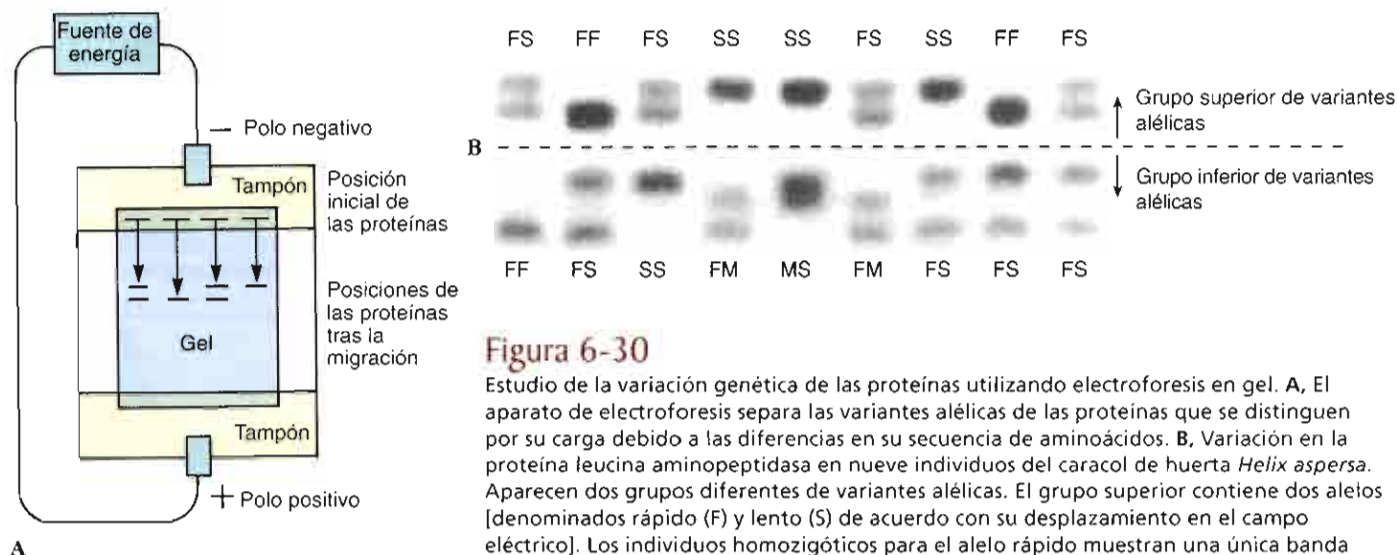 Fuente de
energía
— Polo negativo
Tampón
Posición
inicial de
las proteínas
Posiciones de
las proteínas
tras la
migración
Gel
Tampón
+ Polo positivo
A
FS FF FS SS SS FS SS FF FS
Grupo superior de variantes
alélicas
B
Grupo inferior de variantes
alélicas
FF FS SS FM MS FM FS FS FS
Figura 6-30
Estudio de la variación genética de las proteínas utilizando electroforesis en gel. A, El
aparato de electroforesis separa las variantes alélicas de las proteínas que se distinguen
por su carga debido a las diferencias en su secuencia de aminoácidos. B, Variación en la
proteína leucina aminopeptidasa en nueve individuos del caracol de huerta Helix aspersa.
Aparecen dos grupos diferentes de variantes alélicas. El grupo superior contiene dos alelos
[denominados rápido (F) y lento (S) de acuerdo con su desplazamiento en el campo
eléctrico]. Los individuos homozigóticos para el alelo rápido muestran una única banda